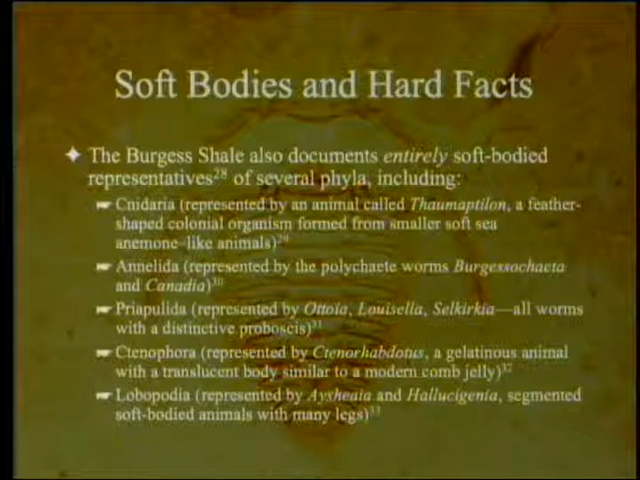 Soft Bodies and Hard Facts
The Burgess Shale also documents entirely soft-bodied
representatives28 of several phyla, including:
Cnidaria (represented by an animal called Thaumaptilon, a feather-
shaped colonial organism formed from smaller soft sea
anemone-like animals)29
Annelida (represented by the polychaete worms Burgessochaeta
and Canadia)30
Priapulida (represented by Ottoia, Louisella, Selkirkia—all worms
with a distinctive proboscis)31
Ctenophora (represented by Ctenorhabdotus, a gelatinous animal
with a translucent body similar to a modern comb jelly)32
Lobopodia (represented by Aysheaia and Hallucigenia, segmented
soft-bodied animals with many legs)33